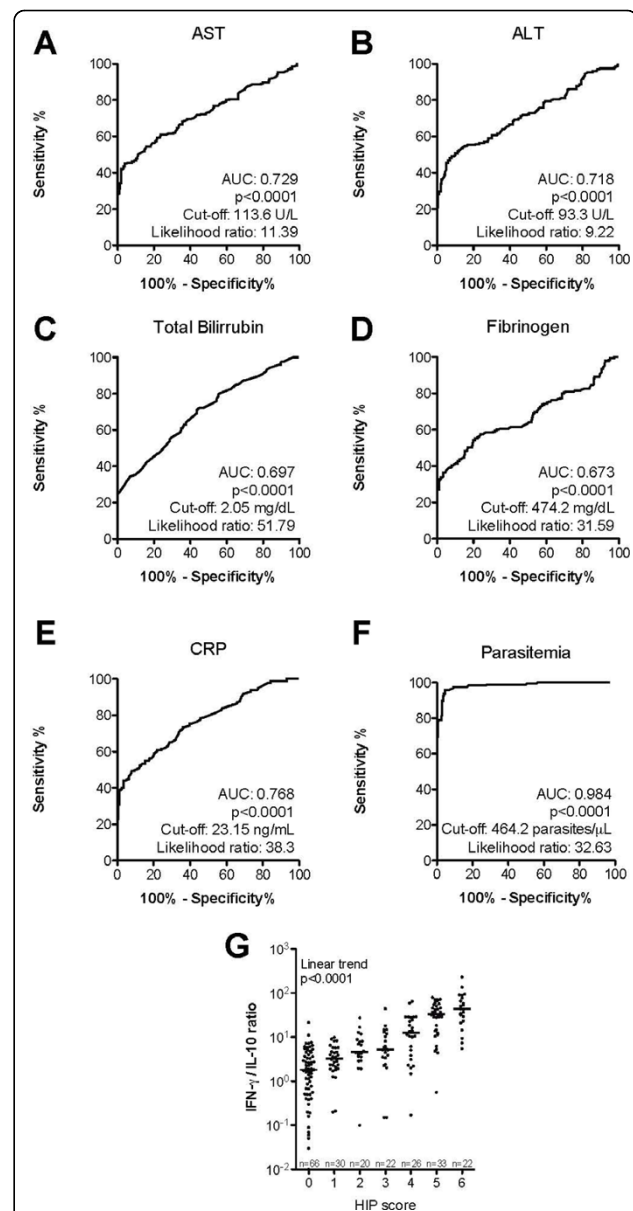 A
AST
Sensitivity %
100
80
60
40
20
0
0 20 40 60 80 100
100% - Specificity%
AUC: 0.729
p<0.0001
Cut-off: 113.6 U/L
Likelihood ratio: 11.39
B
ALT
Sensitivity %
100
80
60
40
20
0
0 20 40 60 80 100
100% - Specificity%
AUC: 0.718
p<0.0001
Cut-off: 93.3 U/L
Likelihood ratio: 9.22
C
Total Bilirrubin
Sensitivity %
100
80
60
40
20
0
0 20 40 60 80 100
100% - Specificity%
AUC: 0.697
p<0.0001
Cut-off: 2.05 mg/dL
Likelihood ratio: 51.79
D
Fibrinogen
Sensitivity %
100
80
60
40
20
0
0 20 40 60 80 100
100% - Specificity%
AUC: 0.673
p<0.0001
Cut-off: 474.2 mg/dL
Likelihood ratio: 31.59
E
CRP
Sensitivity %
100
80
60
40
20
0
0 20 40 60 80 100
100% - Specificity%
AUC: 0.768
p<0.0001
Cut-off: 23.15 ng/mL
Likelihood ratio: 38.3
F
Parasitemia
Sensitivity %
100
80
60
40
20
0
0 20 40 60 80 100
100% - Specificity%
AUC: 0.984
p<0.0001
Cut-off: 464.2 parasites/μL
Likelihood ratio: 32.63
G
IFN-γ / IL-10 ratio
10³
10²
10¹
10⁰
10⁻¹
10⁻²
Linear trend
p<0.0001
n=66 n=30 n=20 n=22 n=26 n=33 n=22
0 1 2 3 4 5 6
HIP score